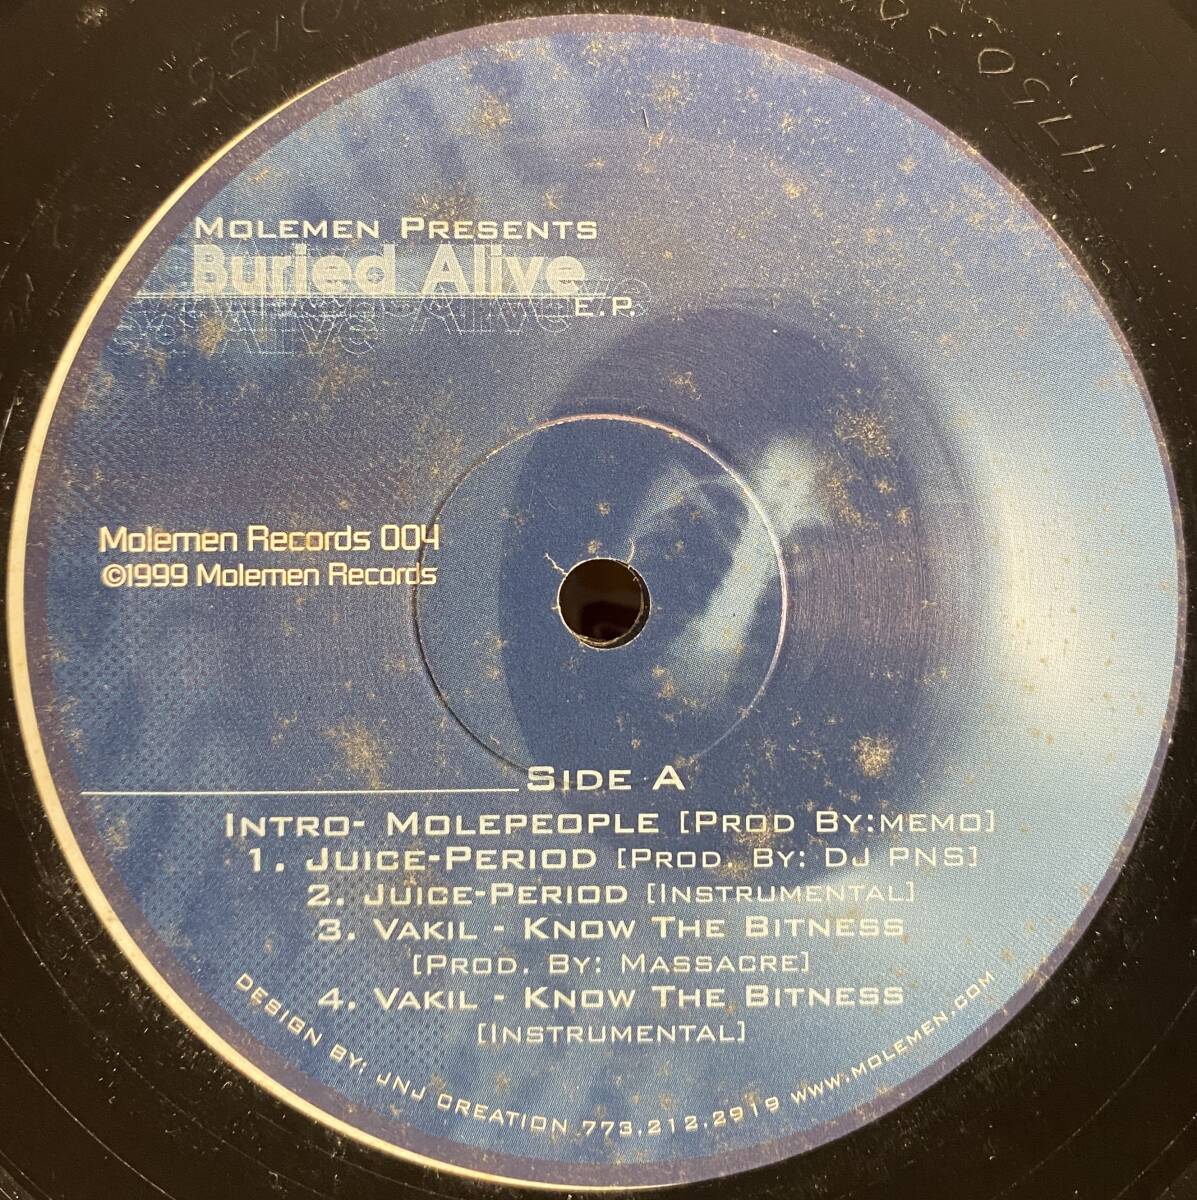 Molemen Presents
Buried Alive
E.P.
Molemen Records 004
©1999 Molemen Records
Side A
Intro- Molepeople [Prod By:memo]
1. Juice-Period [Prod. By: DJ PNS]
2. Juice-Period [Instrumental]
3. Vakil - Know The Bitness
[Prod. By: Massacre]
4. Vakil - Know The Bitness
[Instrumental]
Design By: JNJ Creation 773.212.2919 www.molemen.com